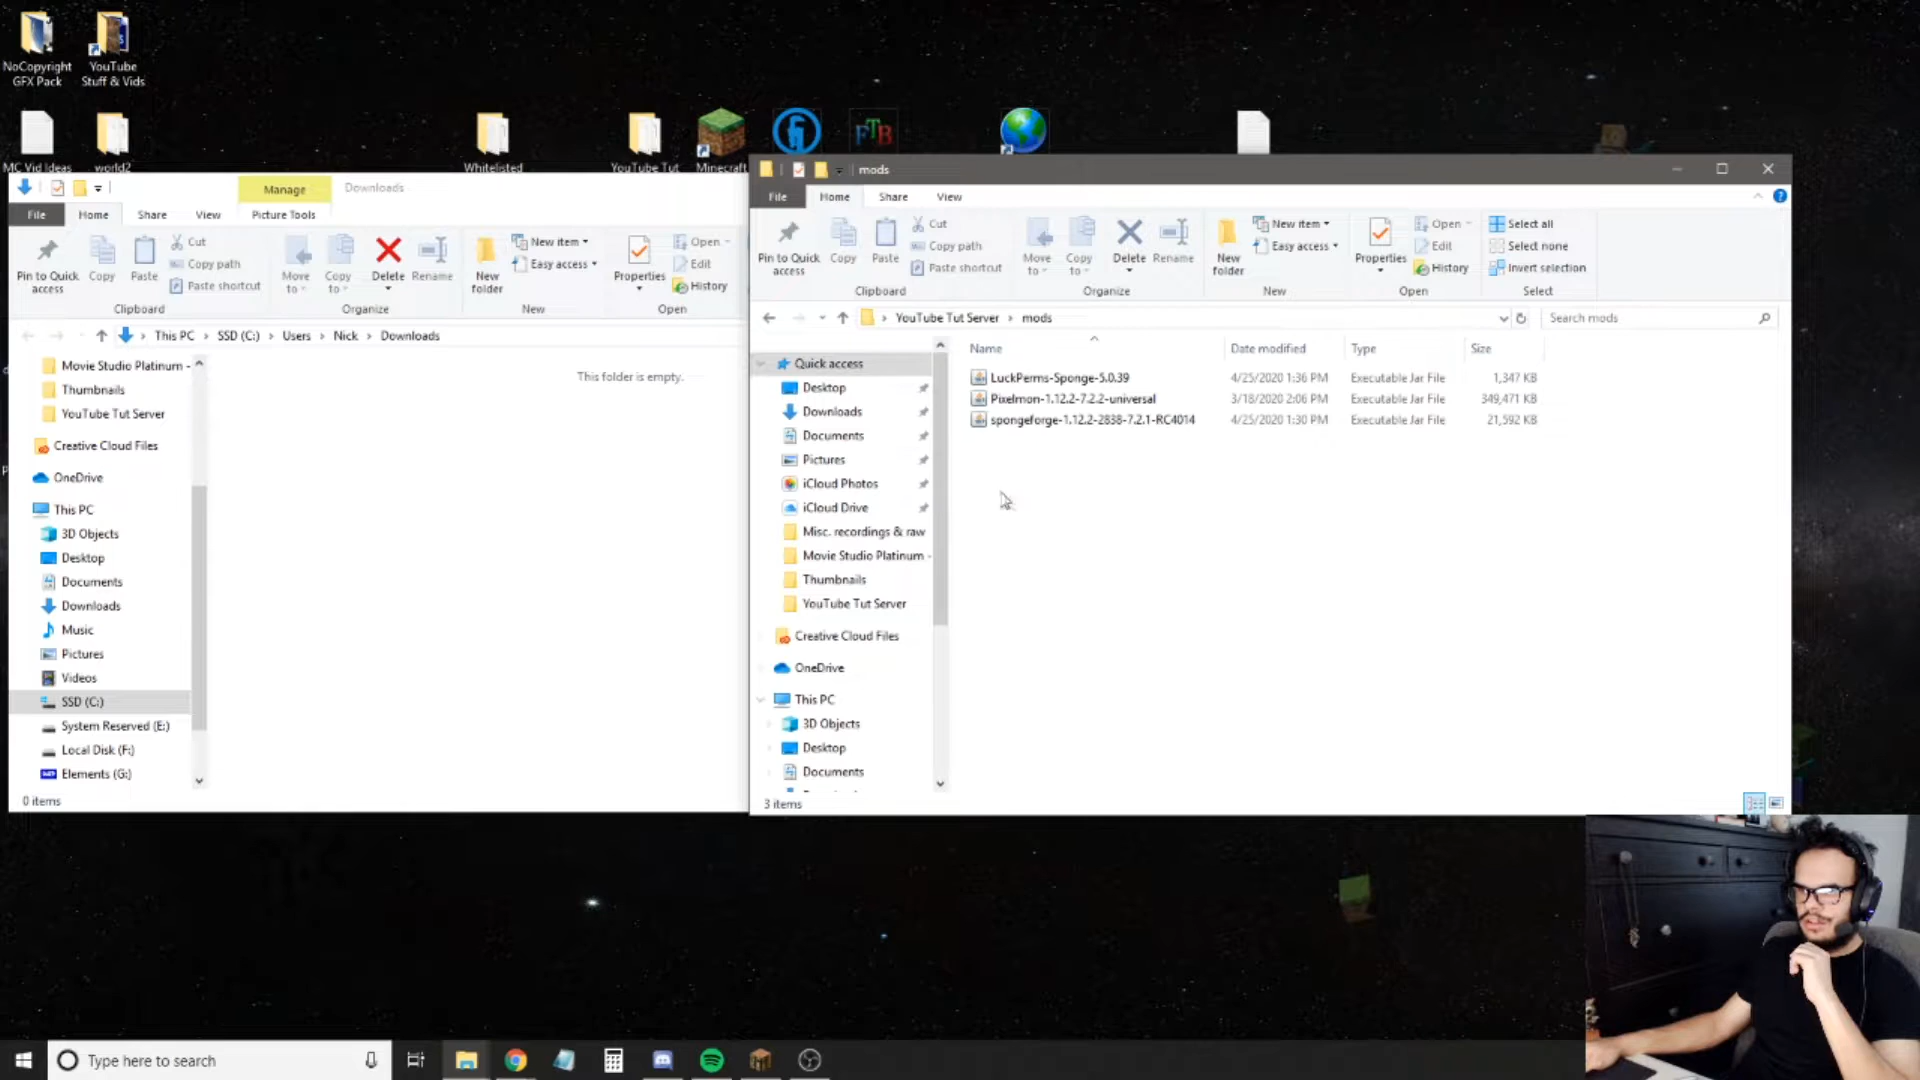 NoCopyright
GFX Pack
YouTube
Stuff & Vids
MC Vid Ideas
world2
Whitelisted
YouTube Tut
Minecraft
FTB
Manage
Downloads
File
Home
Share
View
Picture Tools
Pin to Quick
access
Copy
Paste
Cut
Copy path
Paste shortcut
Clipboard
Move
to
Copy
to
Delete
Rename
Organize
New
folder
New item
Easy access
New
Properties
Open
Edit
History
Open
This PC > SSD (C:) > Users > Nick > Downloads
Movie Studio Platinum -
Thumbnails
YouTube Tut Server
Creative Cloud Files
OneDrive
This PC
3D Objects
Desktop
Documents
Downloads
Music
Pictures
Videos
SSD (C:)
System Reserved (E:)
Local Disk (F:)
Elements (G:)
This folder is empty.
0 items
mods
File
Home
Share
View
Pin to Quick
access
Copy
Paste
Cut
Copy path
Paste shortcut
Clipboard
Move
to
Copy
to
Delete
Rename
Organize
New
folder
New item
Easy access
New
Properties
Open
Edit
History
Open
Select all
Select none
Invert selection
Select
YouTube Tut Server > mods
Search mods
Quick access
Desktop
Downloads
Documents
Pictures
iCloud Photos
iCloud Drive
Misc. recordings & raw
Movie Studio Platinum -
Thumbnails
YouTube Tut Server
Creative Cloud Files
OneDrive
This PC
3D Objects
Desktop
Documents
Name Date modified Type Size
LuckPerms-Sponge-5.0.39 4/25/2020 1:36 PM Executable Jar File 1,347 KB
Pixelmon-1.12.2-7.2.2-universal 3/18/2020 2:06 PM Executable Jar File 349,471 KB
spongeforge-1.12.2-2838-7.2.1-RC4014 4/25/2020 1:30 PM Executable Jar File 21,592 KB
3 items
Type here to search